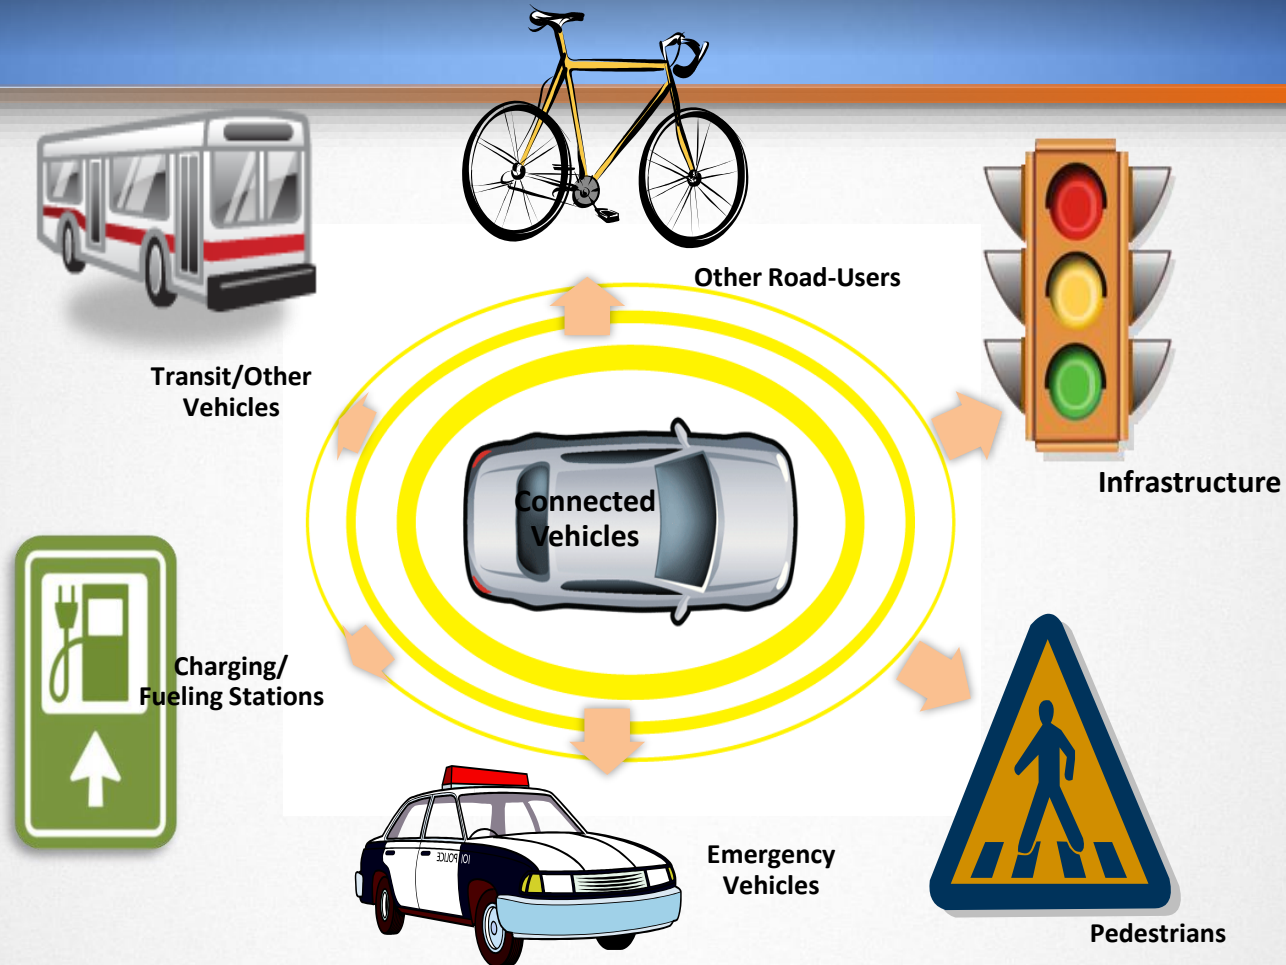 Other Road-Users
Transit/Other
Vehicles
Infrastructure
Connected
Vehicles
Charging/
Fueling Stations
Emergency
Vehicles
Pedestrians